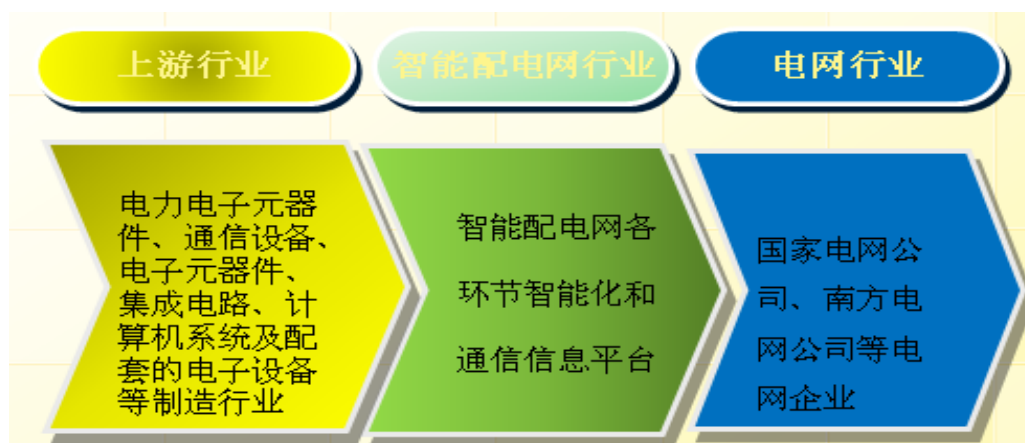 上游行业
智能配电网行业
电网行业
电力电子元器
件、通信设备、
电子元器件、
集成电路、计
算机系统及配
套的电子设备
等制造行业
智能配电网各
环节智能化和
通信信息平台
国家电网公
司、南方电
网公司等电
网企业